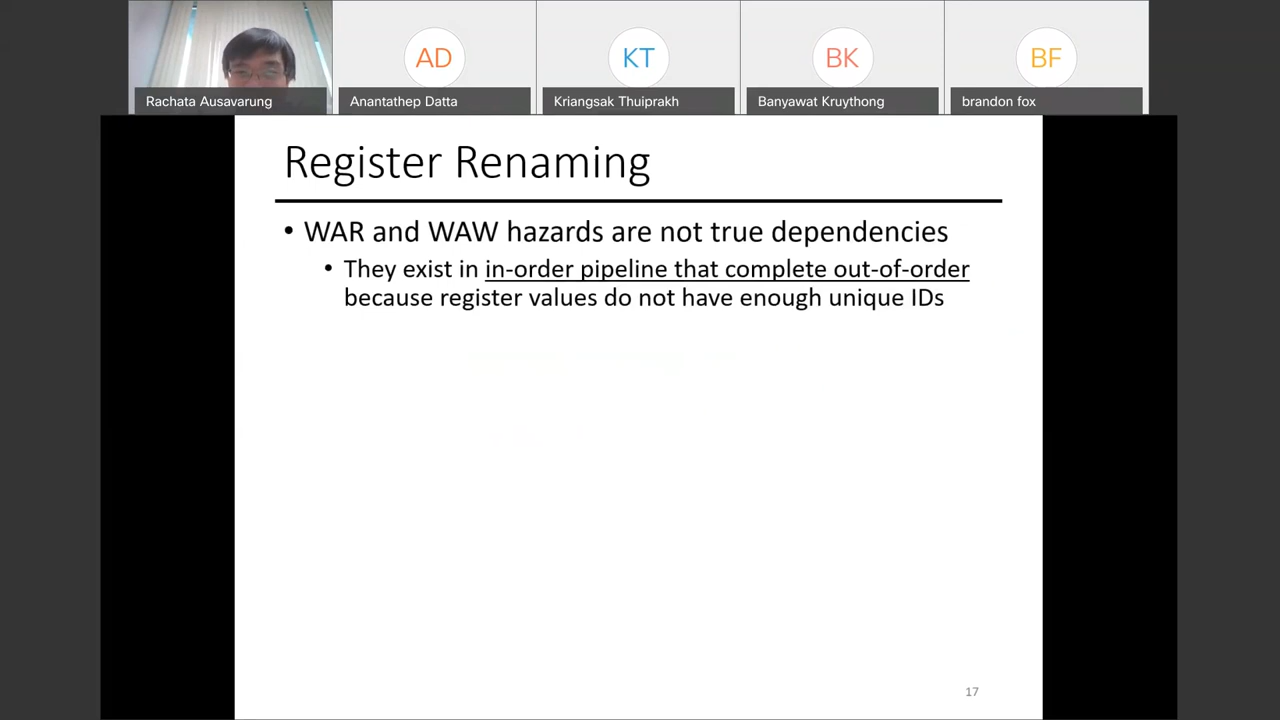 AD
KT
BK
BF
Rachata Ausavarung
Anantathep Datta
Kriangsak Thuiprakh
Banyawat Kruythong
brandon fox
Register Renaming
• WAR and WAW hazards are not true dependencies
• They exist in in-order pipeline that complete out-of-order
because register values do not have enough unique IDs
17